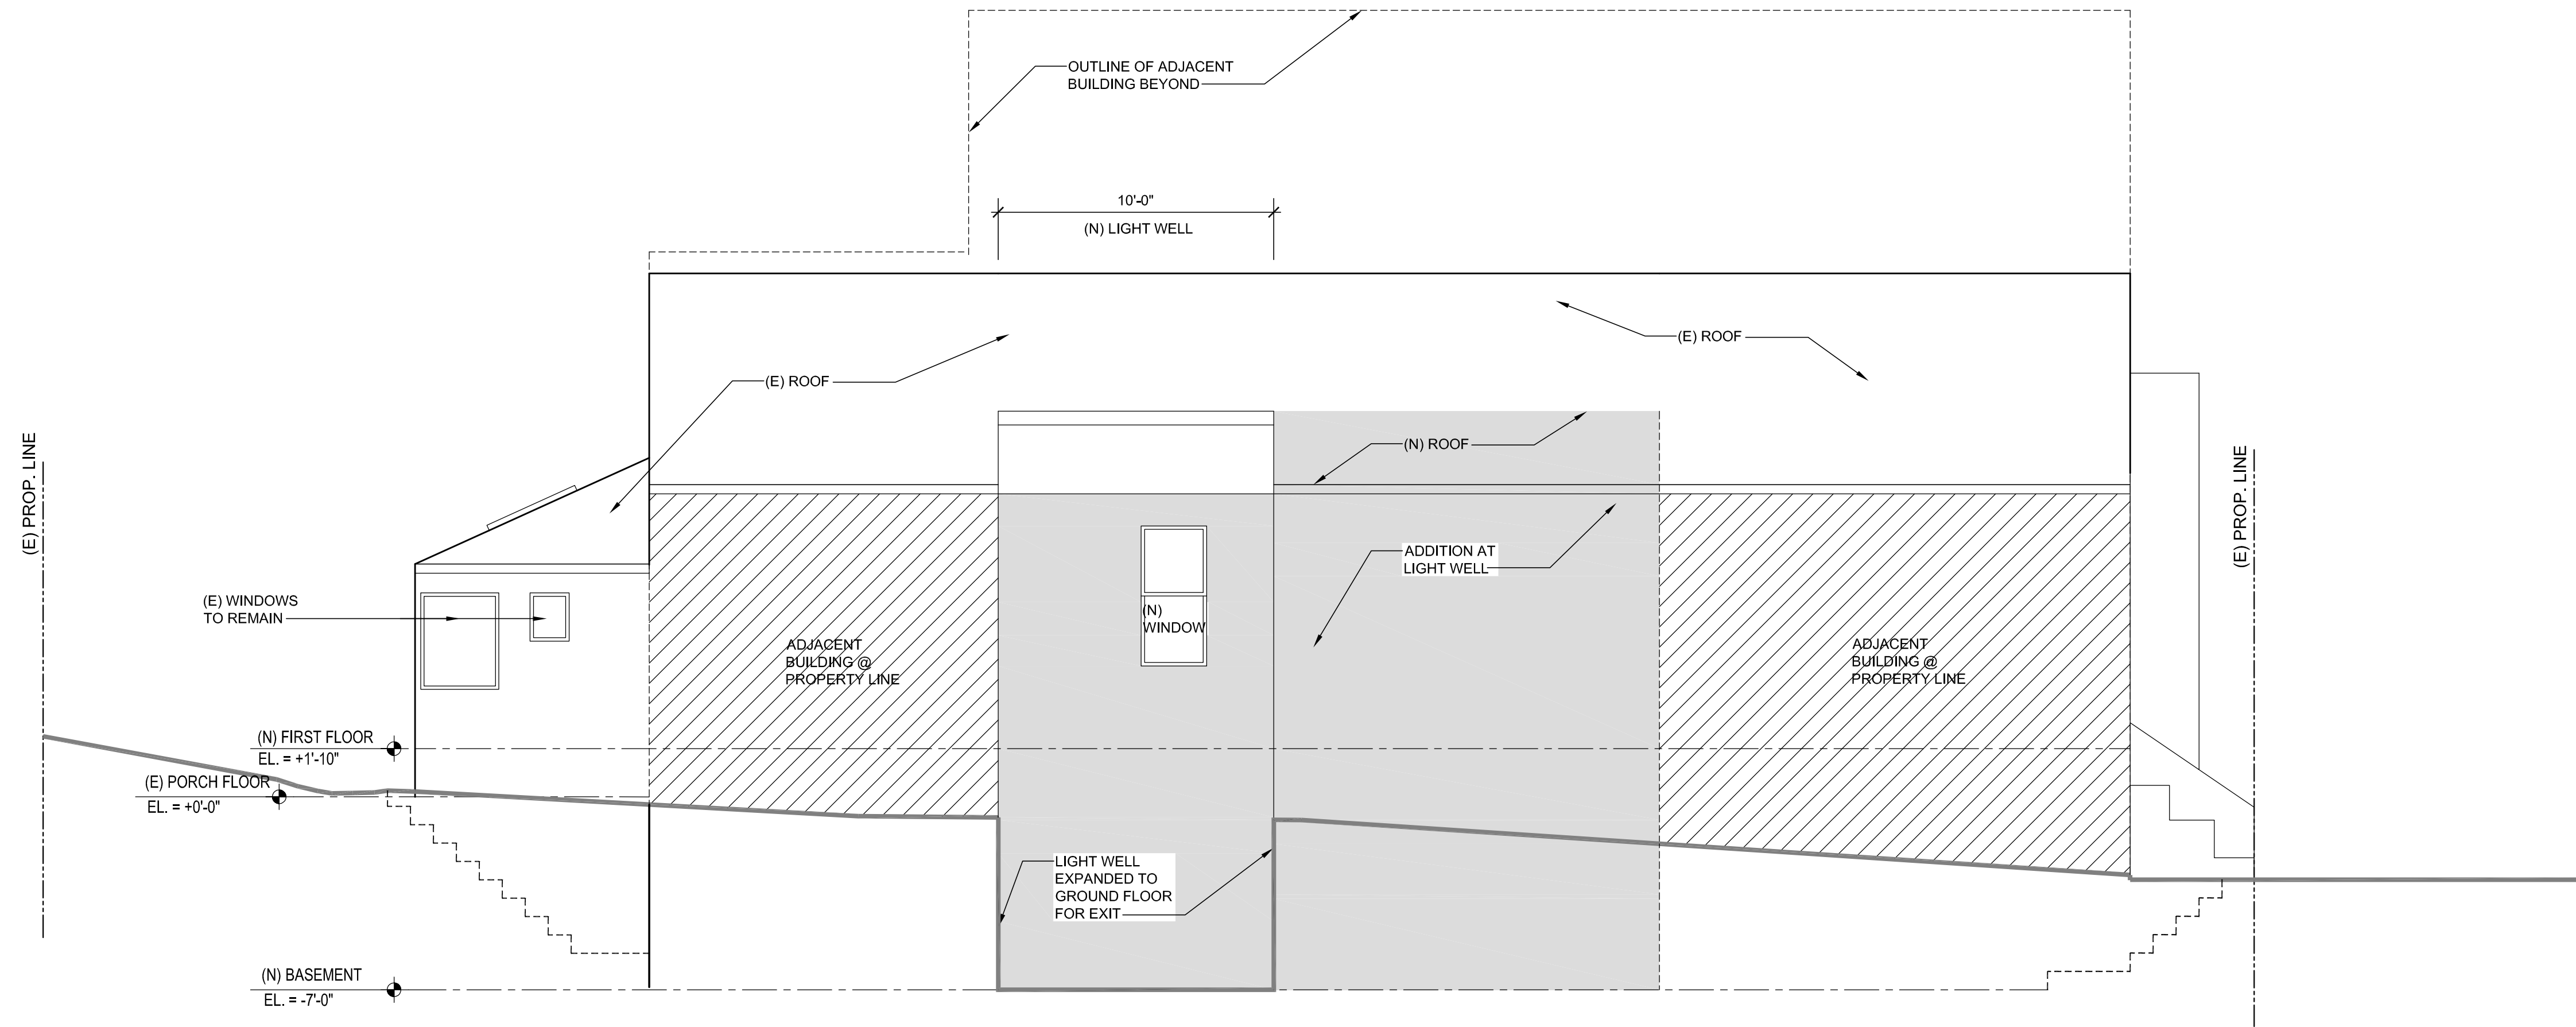 OUTLINE OF ADJACENT
BUILDING BEYOND
10'-0"
(N) LIGHT WELL
(E) ROOF
(E) ROOF
(N) ROOF
(E) PROP. LINE
(E) PROP. LINE
ADDITION AT
LIGHT WELL
(E) WINDOWS
TO REMAIN
(N)
WINDOW
ADJACENT
BUILDING @
PROPERTY LINE
ADJACENT
BUILDING @
PROPERTY LINE
(N) FIRST FLOOR
EL. = +1'-10"
(E) PORCH FLOOR
EL. = +0'-0"
LIGHT WELL
EXPANDED TO
GROUND FLOOR
FOR EXIT
(N) BASEMENT
EL. = -7'-0"